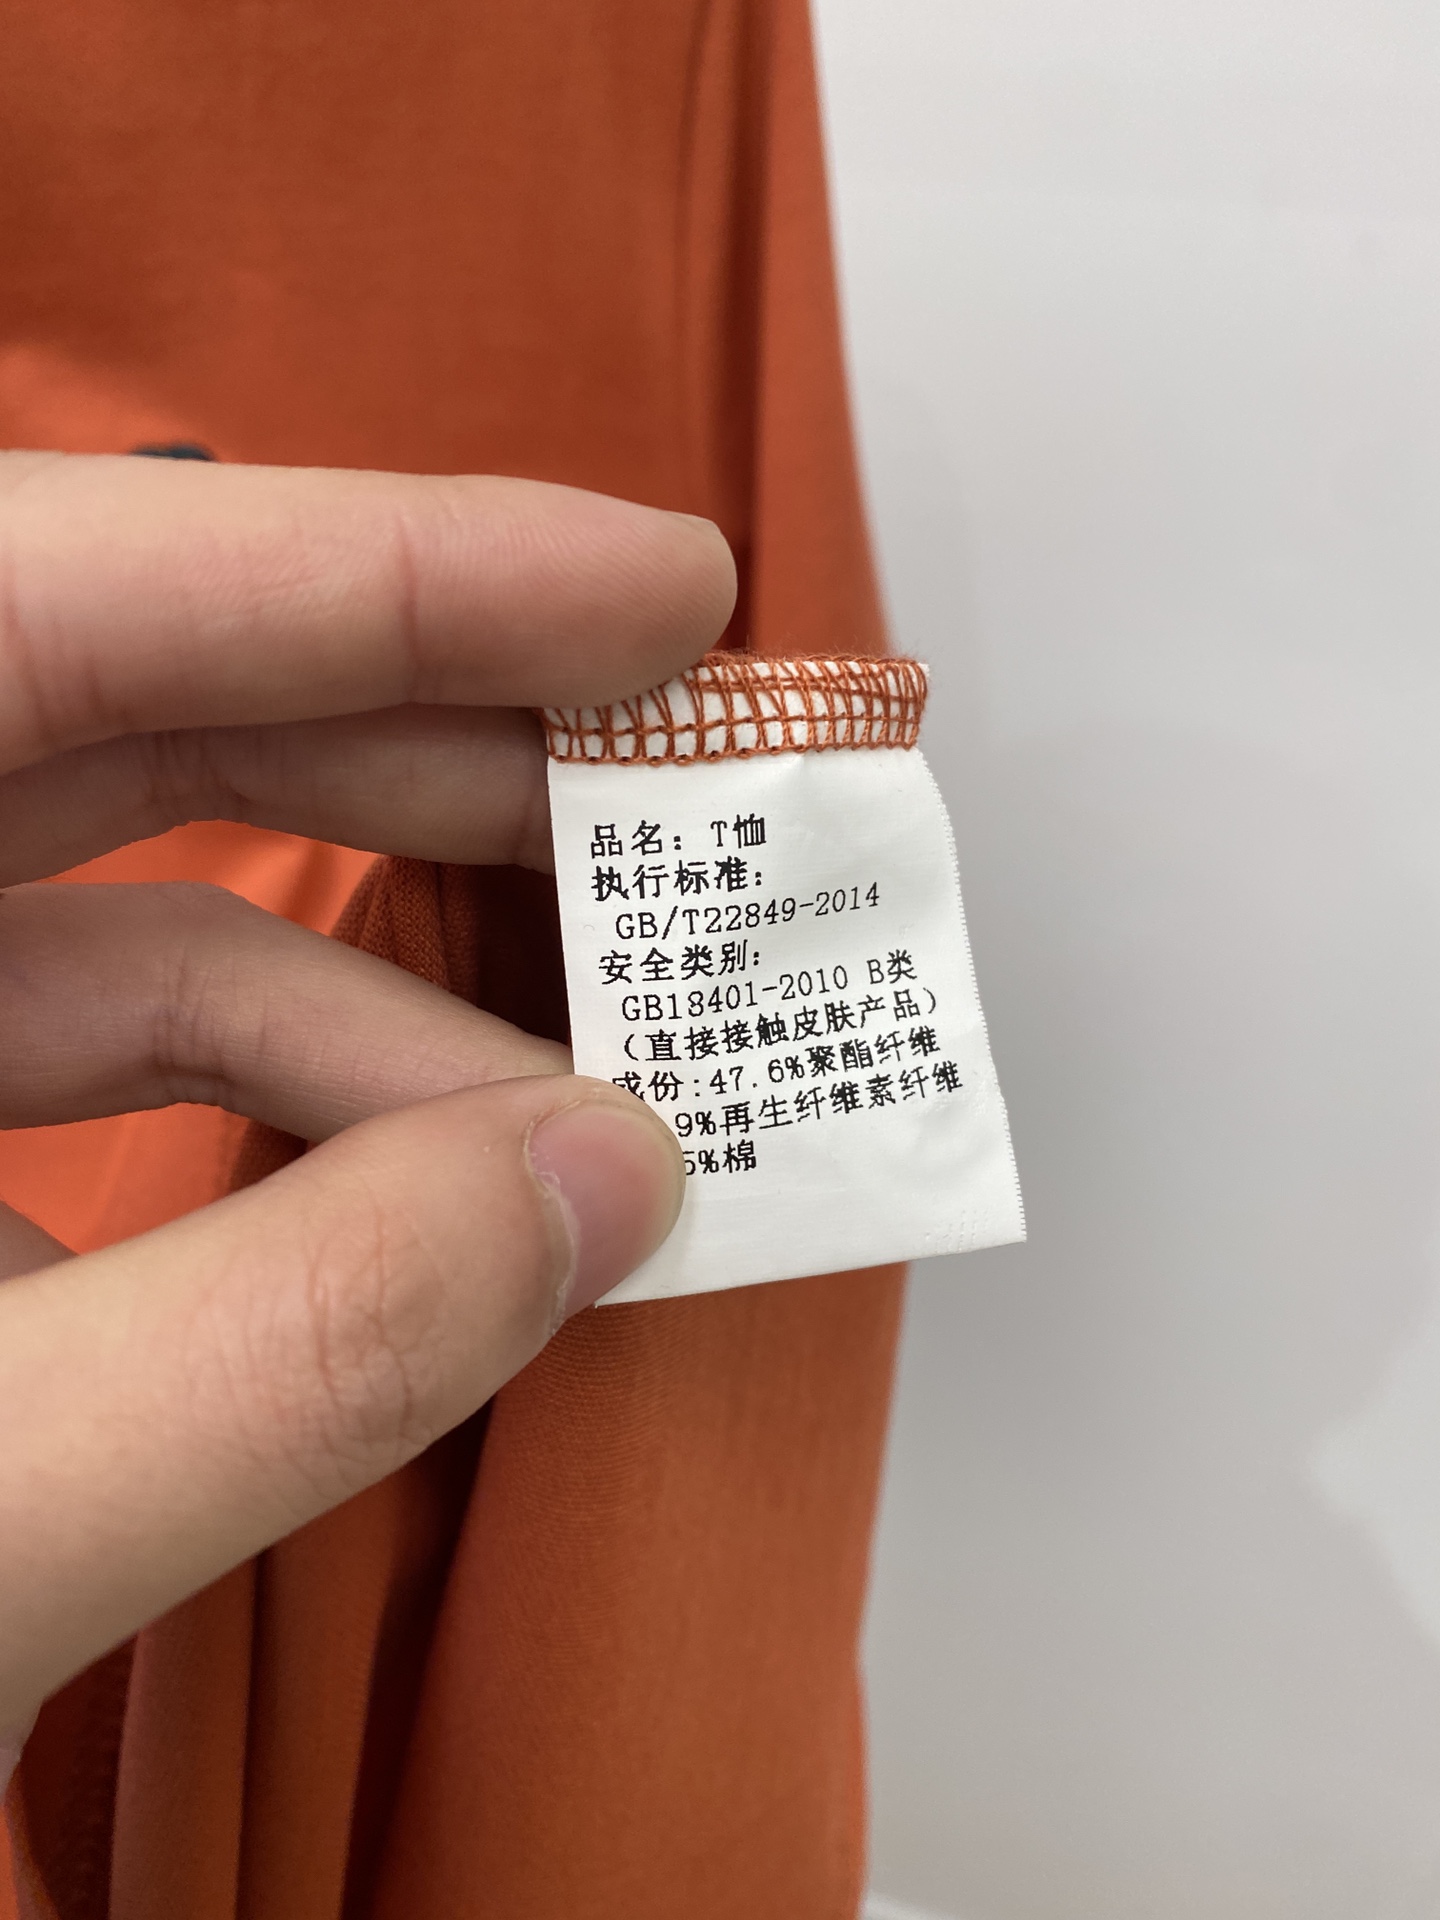 品名：T恤
执行标准：
GB/T22849-2014
安全类别：
GB18401-2010 B类
（直接接触皮肤产品）
成份:47.6%聚酯纤维
9%再生纤维素纤维
5%棉